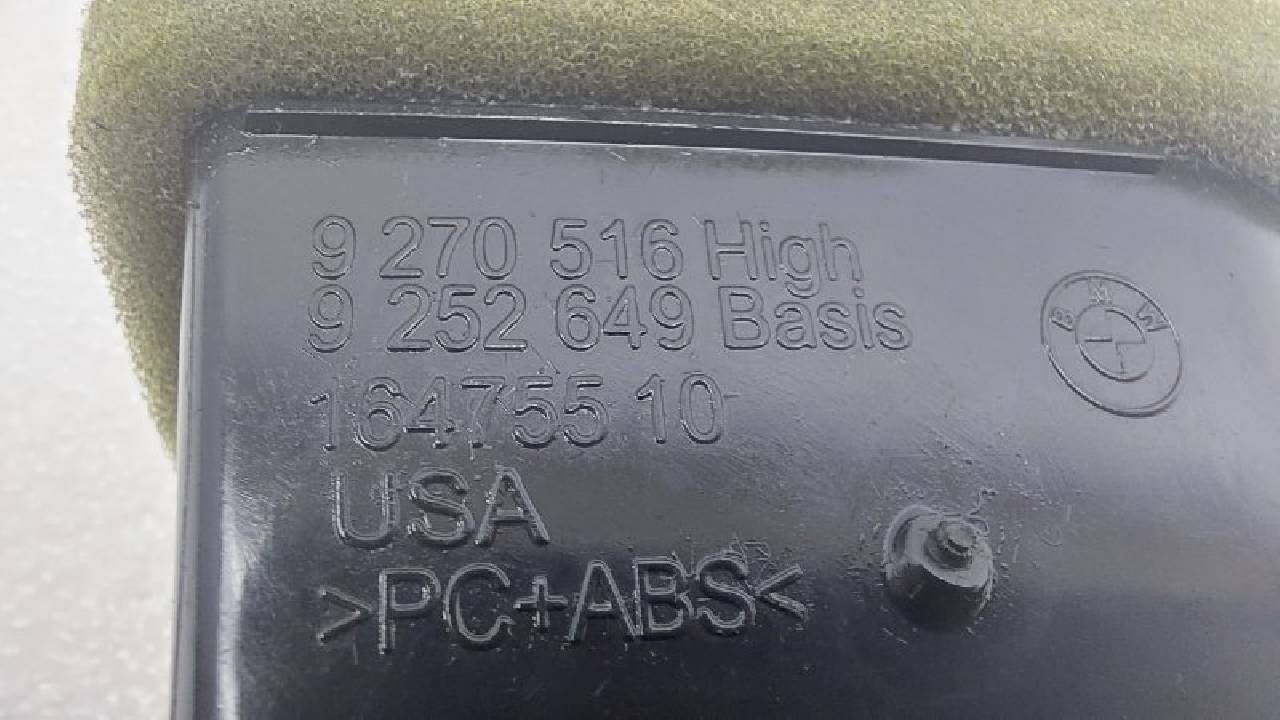 9 270 516 High
9 252 649 Basis
BMW
164755 10
USA
>PC+ABS<